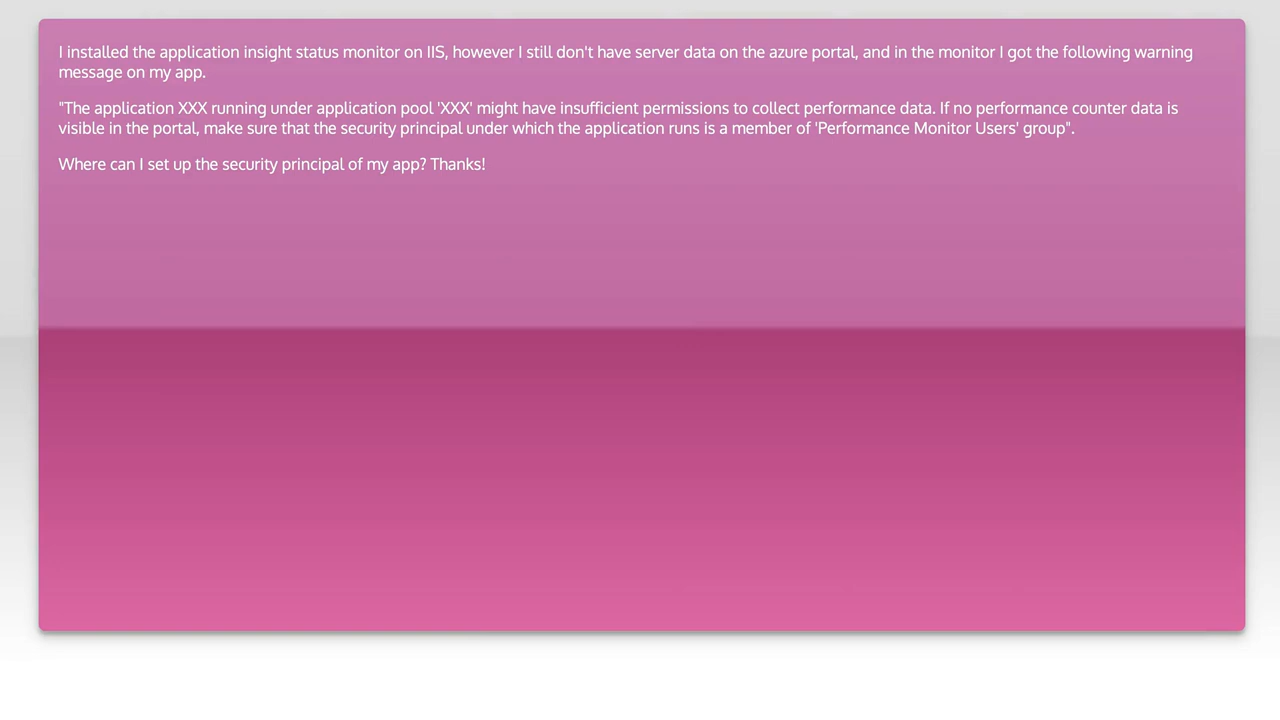 I installed the application insight status monitor on IIS, however I still don't have server data on the azure portal, and in the monitor I got the following warning
message on my app.
"The application XXX running under application pool 'XXX' might have insufficient permissions to collect performance data. If no performance counter data is
visible in the portal, make sure that the security principal under which the application runs is a member of 'Performance Monitor Users' group".
Where can I set up the security principal of my app? Thanks!